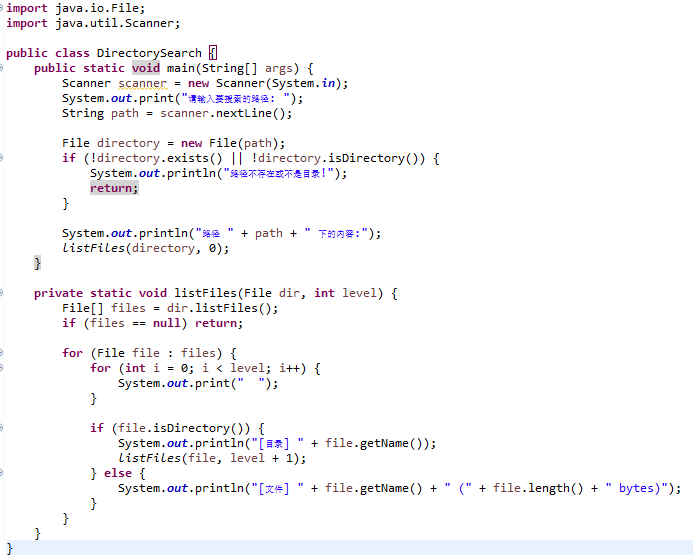 import java.io.File;
import java.util.Scanner;

public class DirectorySearch {
    public static void main(String[] args) {
        Scanner scanner = new Scanner(System.in);
        System.out.print("请输入要搜索的路径: ");
        String path = scanner.nextLine();

        File directory = new File(path);
        if (!directory.exists() || !directory.isDirectory()) {
            System.out.println("路径不存在或不是目录!");
            return;
        }

        System.out.println("路径 " + path + " 下的内容:");
        listFiles(directory, 0);
    }

    private static void listFiles(File dir, int level) {
        File[] files = dir.listFiles();
        if (files == null) return;

        for (File file : files) {
            for (int i = 0; i < level; i++) {
                System.out.print("  ");
            }

            if (file.isDirectory()) {
                System.out.println("[目录] " + file.getName());
                listFiles(file, level + 1);
            } else {
                System.out.println("[文件] " + file.getName() + " (" + file.length() + " bytes)");
            }
        }
    }
}